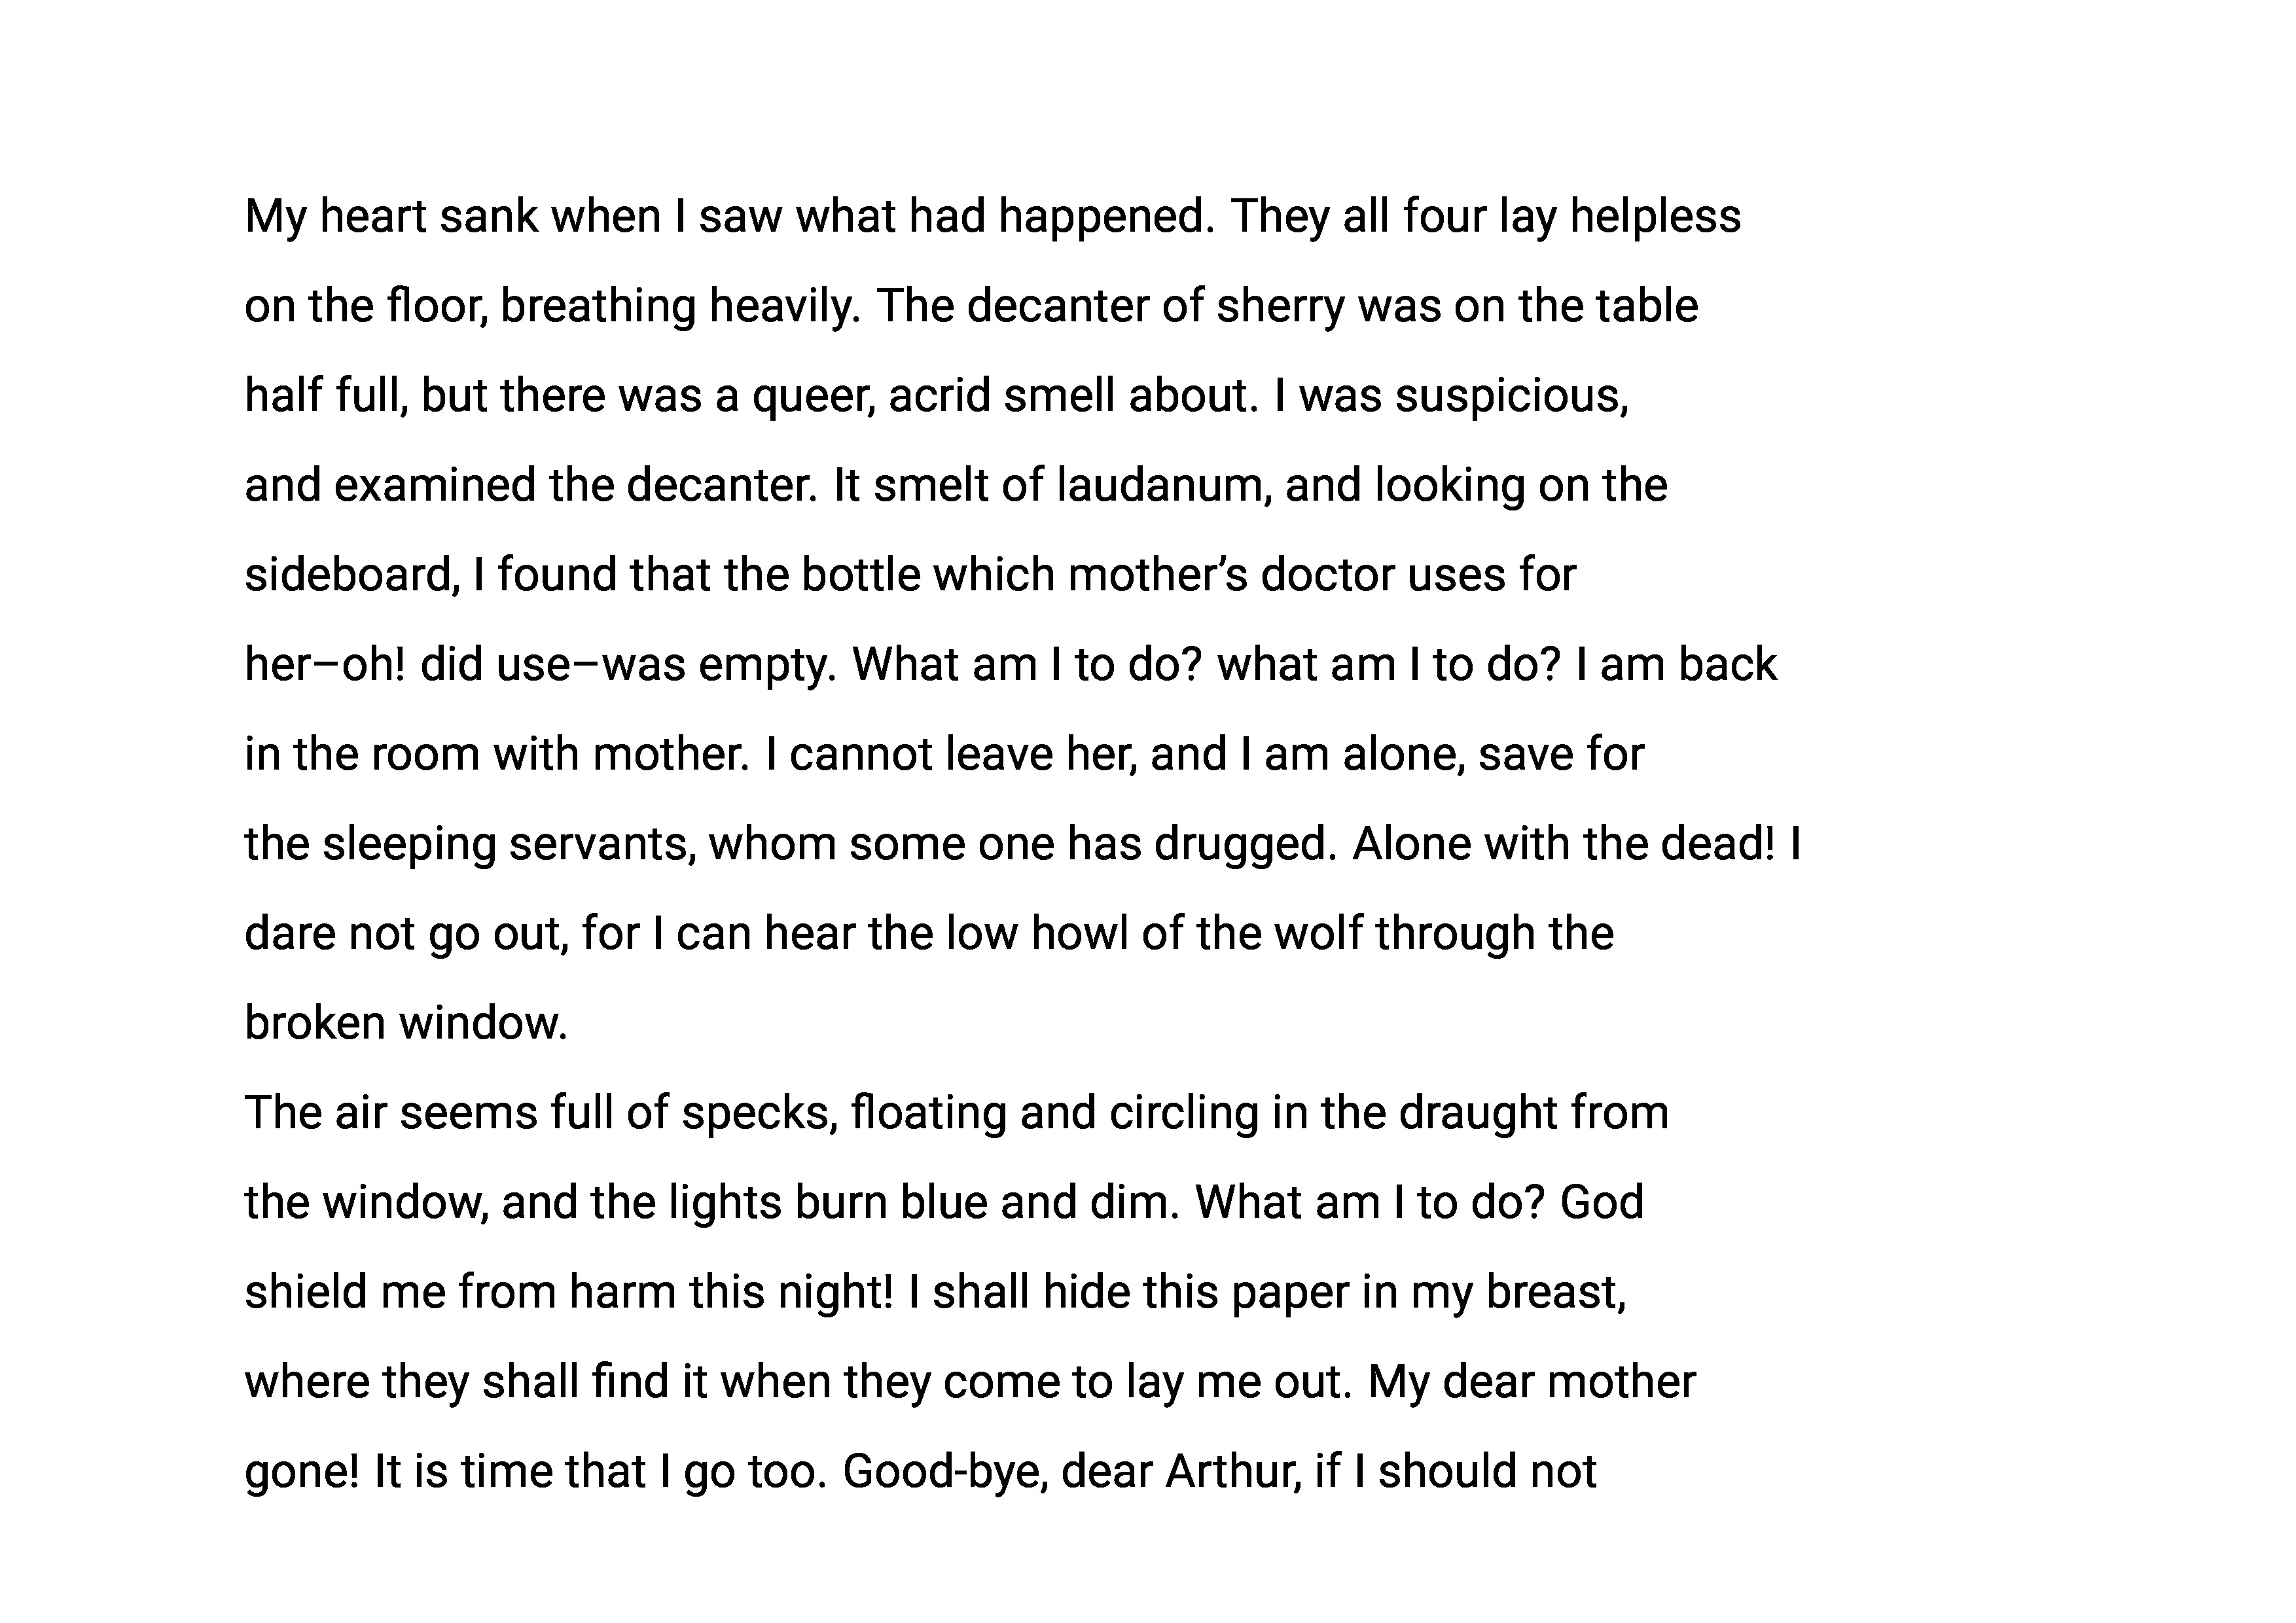 My heart sank when I saw what had happened. They all four lay helpless
on the floor, breathing heavily. The decanter of sherry was on the table
half full, but there was a queer, acrid smell about. I was suspicious,
and examined the decanter. It smelt of laudanum, and looking on the
sideboard, I found that the bottle which mother’s doctor uses for
her–oh! did use–was empty. What am I to do? what am I to do? I am back
in the room with mother. I cannot leave her, and I am alone, save for
the sleeping servants, whom some one has drugged. Alone with the dead! I
dare not go out, for I can hear the low howl of the wolf through the
broken window.
The air seems full of specks, floating and circling in the draught from
the window, and the lights burn blue and dim. What am I to do? God
shield me from harm this night! I shall hide this paper in my breast,
where they shall find it when they come to lay me out. My dear mother
gone! It is time that I go too. Good-bye, dear Arthur, if I should not